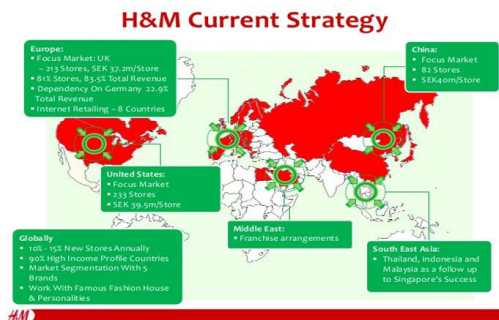 H&M Current Strategy
Europe:
• Focus Market: UK
– 213 Stores, SEK 37.2m/Store
• 81% Stores, 83.5% Total Revenue
• Dependency On Germany 22.9%
Total Revenue
• Internet Retailing – 8 Countries
China:
• Focus Market
• 82 Stores
• SEK40m/Store
United States:
• Focus Market
• 233 Stores
• SEK 39.5m/Store
Middle East:
• Franchise arrangements
South East Asia:
• Thailand, Indonesia and
Malaysia as a follow up
to Singapore's Success
Globally
• 10% - 15% New Stores Annually
• 90% High Income Profile Countries
• Market Segmentation With 5
Brands
• Work With Famous Fashion House
& Personalities
H&M